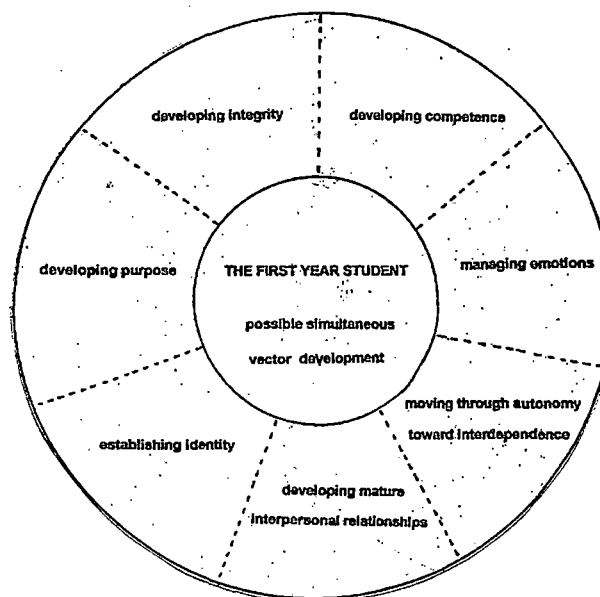 developing integrity
developing competence
developing purpose
THE FIRST YEAR STUDENT
possible simultaneous
vector development
managing emotions
moving through autonomy
toward interdependence
establishing identity
developing mature
interpersonal relationships